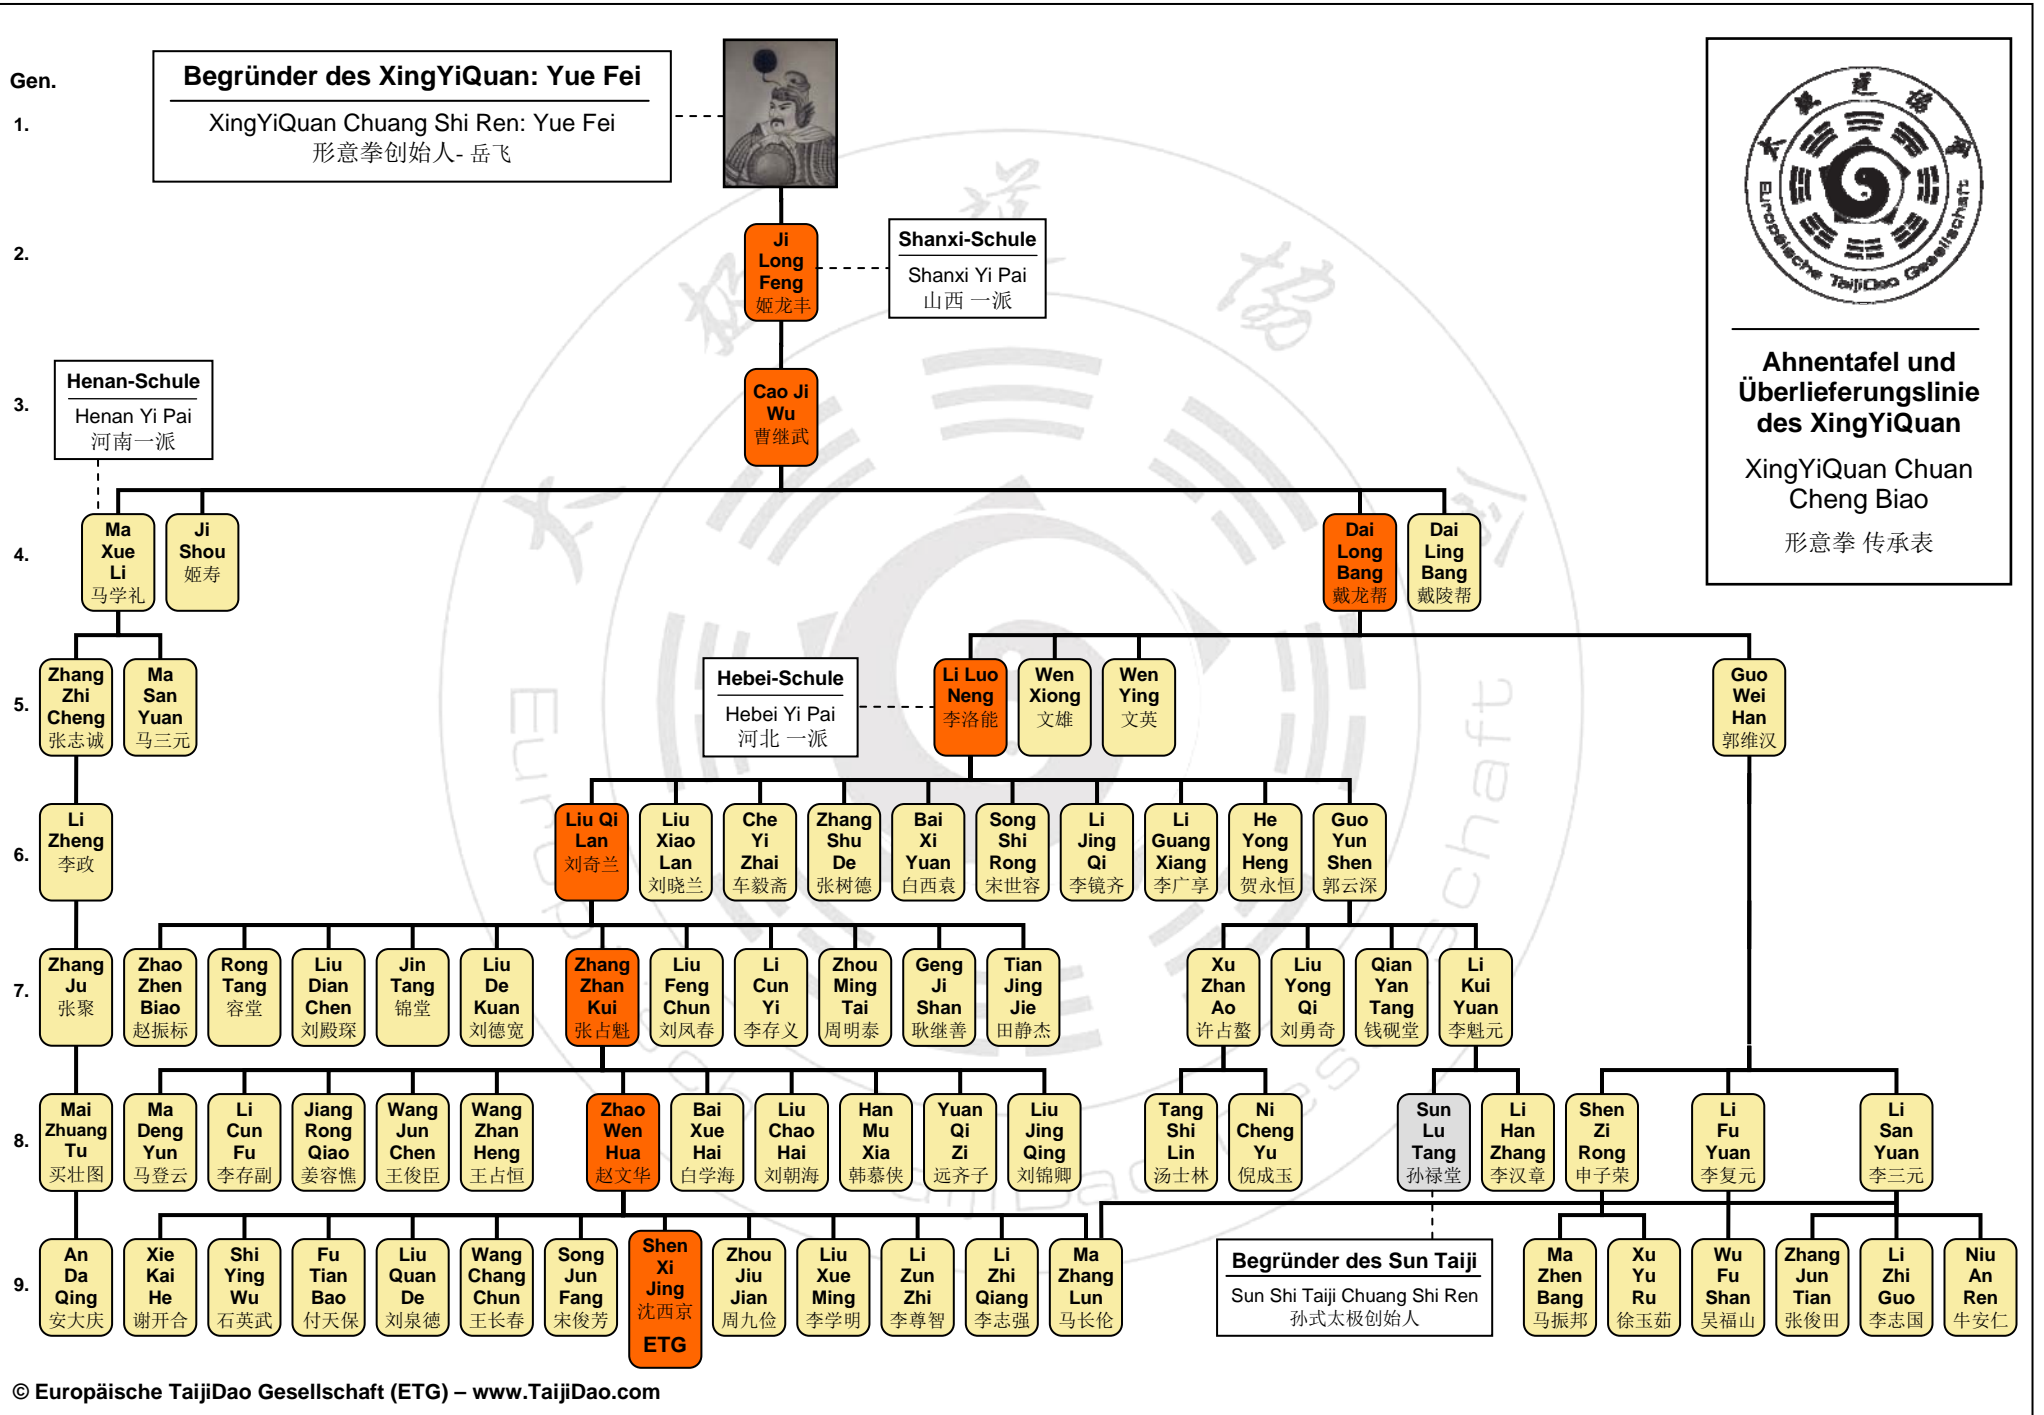 Gen.
1.
Begründer des XingYiQuan: Yue Fei
XingYiQuan Chuang Shi Ren: Yue Fei
形意拳创始人- 岳飞
太极道协会
Europäische TaijiDao Gesellschaft
Ahnentafel und
Überlieferungslinie
des XingYiQuan
XingYiQuan Chuan
Cheng Biao
形意拳 传承表
2.
Ji
Long
Feng
姬龙丰
Shanxi-Schule
Shanxi Yi Pai
山西 一派
3.
Henan-Schule
Henan Yi Pai
河南一派
Cao Ji
Wu
曹继武
4.
Ma
Xue
Li
马学礼
Ji
Shou
姬寿
Dai
Long
Bang
戴龙帮
Dai
Ling
Bang
戴陵帮
5.
Zhang
Zhi
Cheng
张志诚
Ma
San
Yuan
马三元
Hebei-Schule
Hebei Yi Pai
河北 一派
Li Luo
Neng
李洛能
Wen
Xiong
文雄
Wen
Ying
文英
Guo
Wei
Han
郭维汉
6.
Li
Zheng
李政
Liu Qi
Lan
刘奇兰
Liu
Xiao
Lan
刘晓兰
Che
Yi
Zhai
车毅斋
Zhang
Shu
De
张树德
Bai
Xi
Yuan
白西袁
Song
Shi
Rong
宋世容
Li
Jing
Qi
李镜齐
Li
Guang
Xiang
李广享
He
Yong
Heng
贺永恒
Guo
Yun
Shen
郭云深
7.
Zhang
Ju
张聚
Zhao
Zhen
Biao
赵振标
Rong
Tang
容堂
Liu
Dian
Chen
刘殿琛
Jin
Tang
锦堂
Liu
De
Kuan
刘德宽
Zhang
Zhan
Kui
张占魁
Liu
Feng
Chun
刘凤春
Li
Cun
Yi
李存义
Zhou
Ming
Tai
周明泰
Geng
Ji
Shan
耿继善
Tian
Jing
Jie
田静杰
Xu
Zhan
Ao
许占鳌
Liu
Yong
Qi
刘勇奇
Qian
Yan
Tang
钱砚堂
Li
Kui
Yuan
李魁元
8.
Mai
Zhuang
Tu
买壮图
Ma
Deng
Yun
马登云
Li
Cun
Fu
李存副
Jiang
Rong
Qiao
姜容憔
Wang
Jun
Chen
王俊臣
Wang
Zhan
Heng
王占恒
Zhao
Wen
Hua
赵文华
Bai
Xue
Hai
白学海
Liu
Chao
Hai
刘朝海
Han
Mu
Xia
韩慕侠
Yuan
Qi
Zi
远齐子
Liu
Jing
Qing
刘锦卿
Tang
Shi
Lin
汤士林
Ni
Cheng
Yu
倪成玉
Sun
Lu
Tang
孙禄堂
Li
Han
Zhang
李汉章
Shen
Zi
Rong
申子荣
Li
Fu
Yuan
李复元
Li
San
Yuan
李三元
9.
An
Da
Qing
安大庆
Xie
Kai
He
谢开合
Shi
Ying
Wu
石英武
Fu
Tian
Bao
付天保
Liu
Quan
De
刘泉德
Wang
Chang
Chun
王长春
Song
Jun
Fang
宋俊芳
Shen
Xi
Jing
沈西京
ETG
Zhou
Jiu
Jian
周九俭
Liu
Xue
Ming
李学明
Li
Zun
Zhi
李尊智
Li
Zhi
Qiang
李志强
Ma
Zhang
Lun
马长伦
Begründer des Sun Taiji
Sun Shi Taiji Chuang Shi Ren
孙式太极创始人
Ma
Zhen
Bang
马振邦
Xu
Yu
Ru
徐玉茹
Wu
Fu
Shan
吴福山
Zhang
Jun
Tian
张俊田
Li
Zhi
Guo
李志国
Niu
An
Ren
牛安仁
© Europäische TaijiDao Gesellschaft (ETG) – www.TaijiDao.com